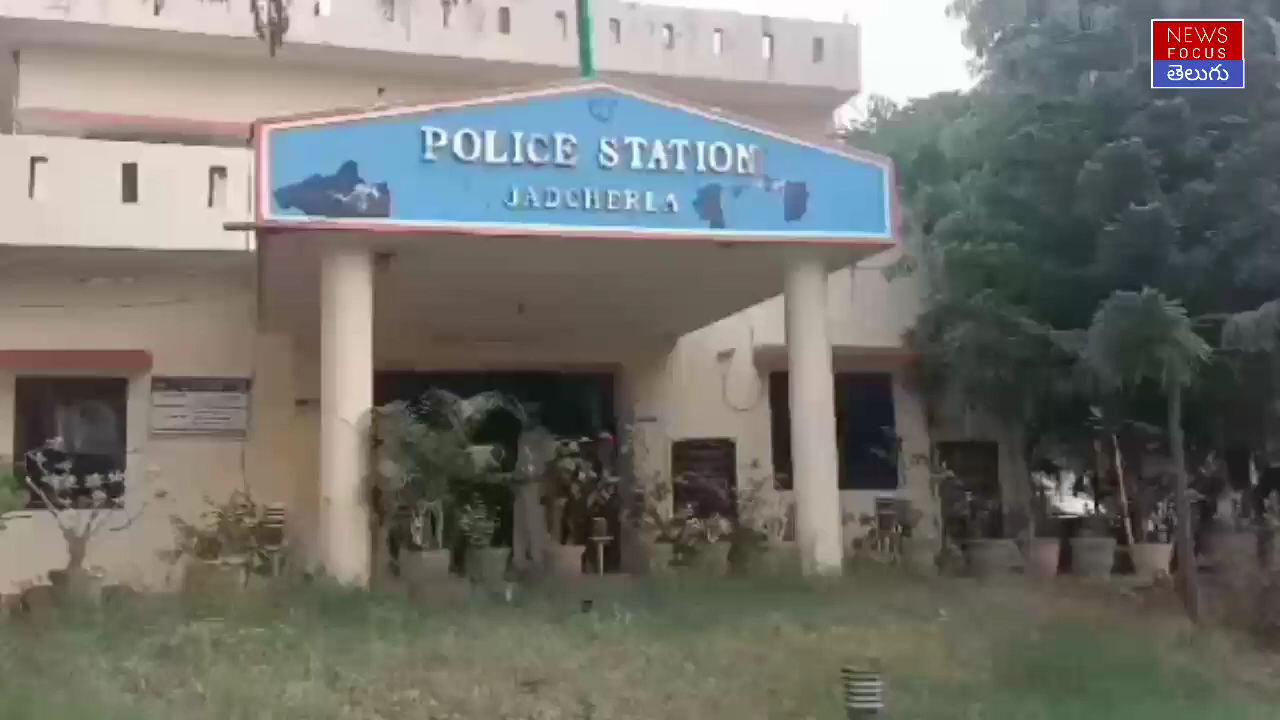 NEWS
FOCUS
తెలుగు
POLICE STATION
JADCHERLA